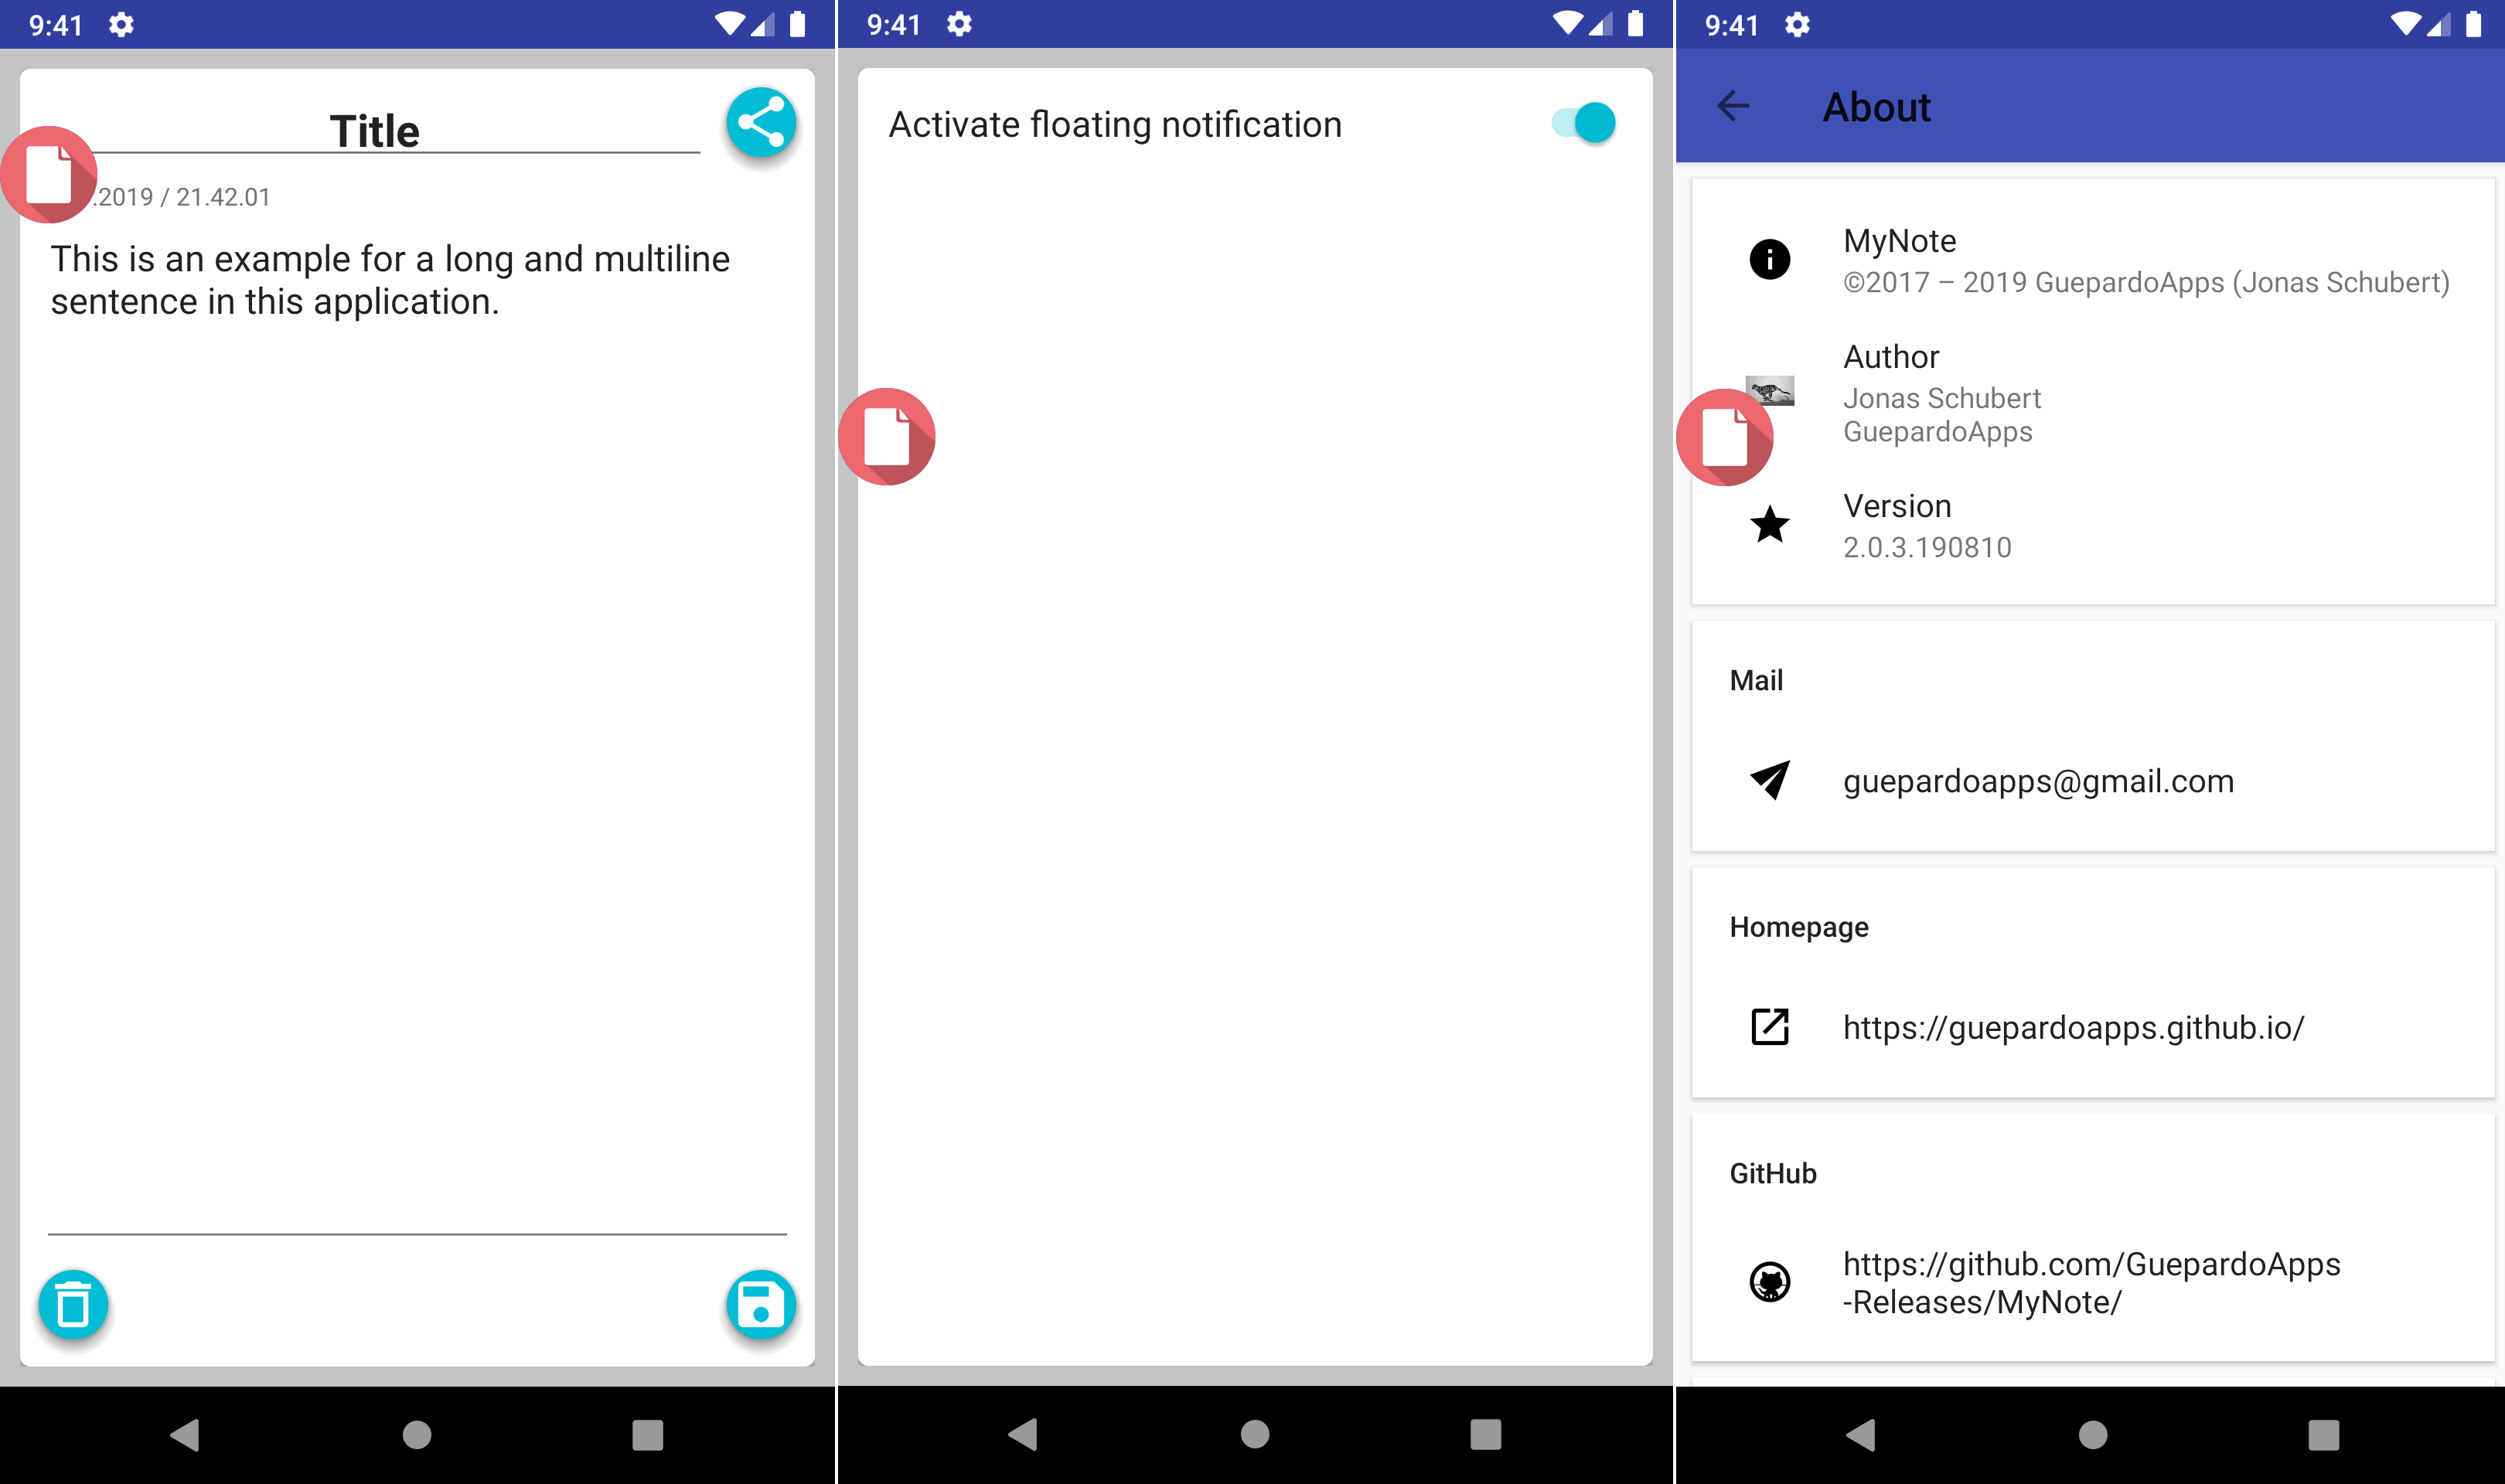 9:41
Title
.2019 / 21.42.01
This is an example for a long and multiline
sentence in this application.
9:41
Activate floating notification
9:41
About
MyNote
©2017 – 2019 GuepardoApps (Jonas Schubert)
Author
Jonas Schubert
GuepardoApps
Version
2.0.3.190810
Mail
guepardoapps@gmail.com
Homepage
https://guepardoapps.github.io/
GitHub
https://github.com/GuepardoApps
-Releases/MyNote/